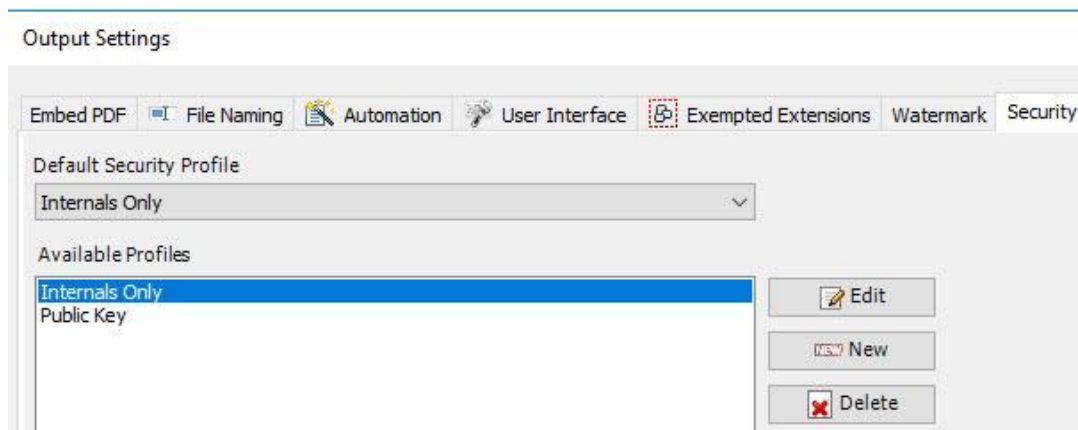 Output Settings
Embed PDF File Naming Automation User Interface Exempted Extensions Watermark Security
Default Security Profile
Internals Only
Available Profiles
Internals Only
Public Key
Edit
NEW New
Delete